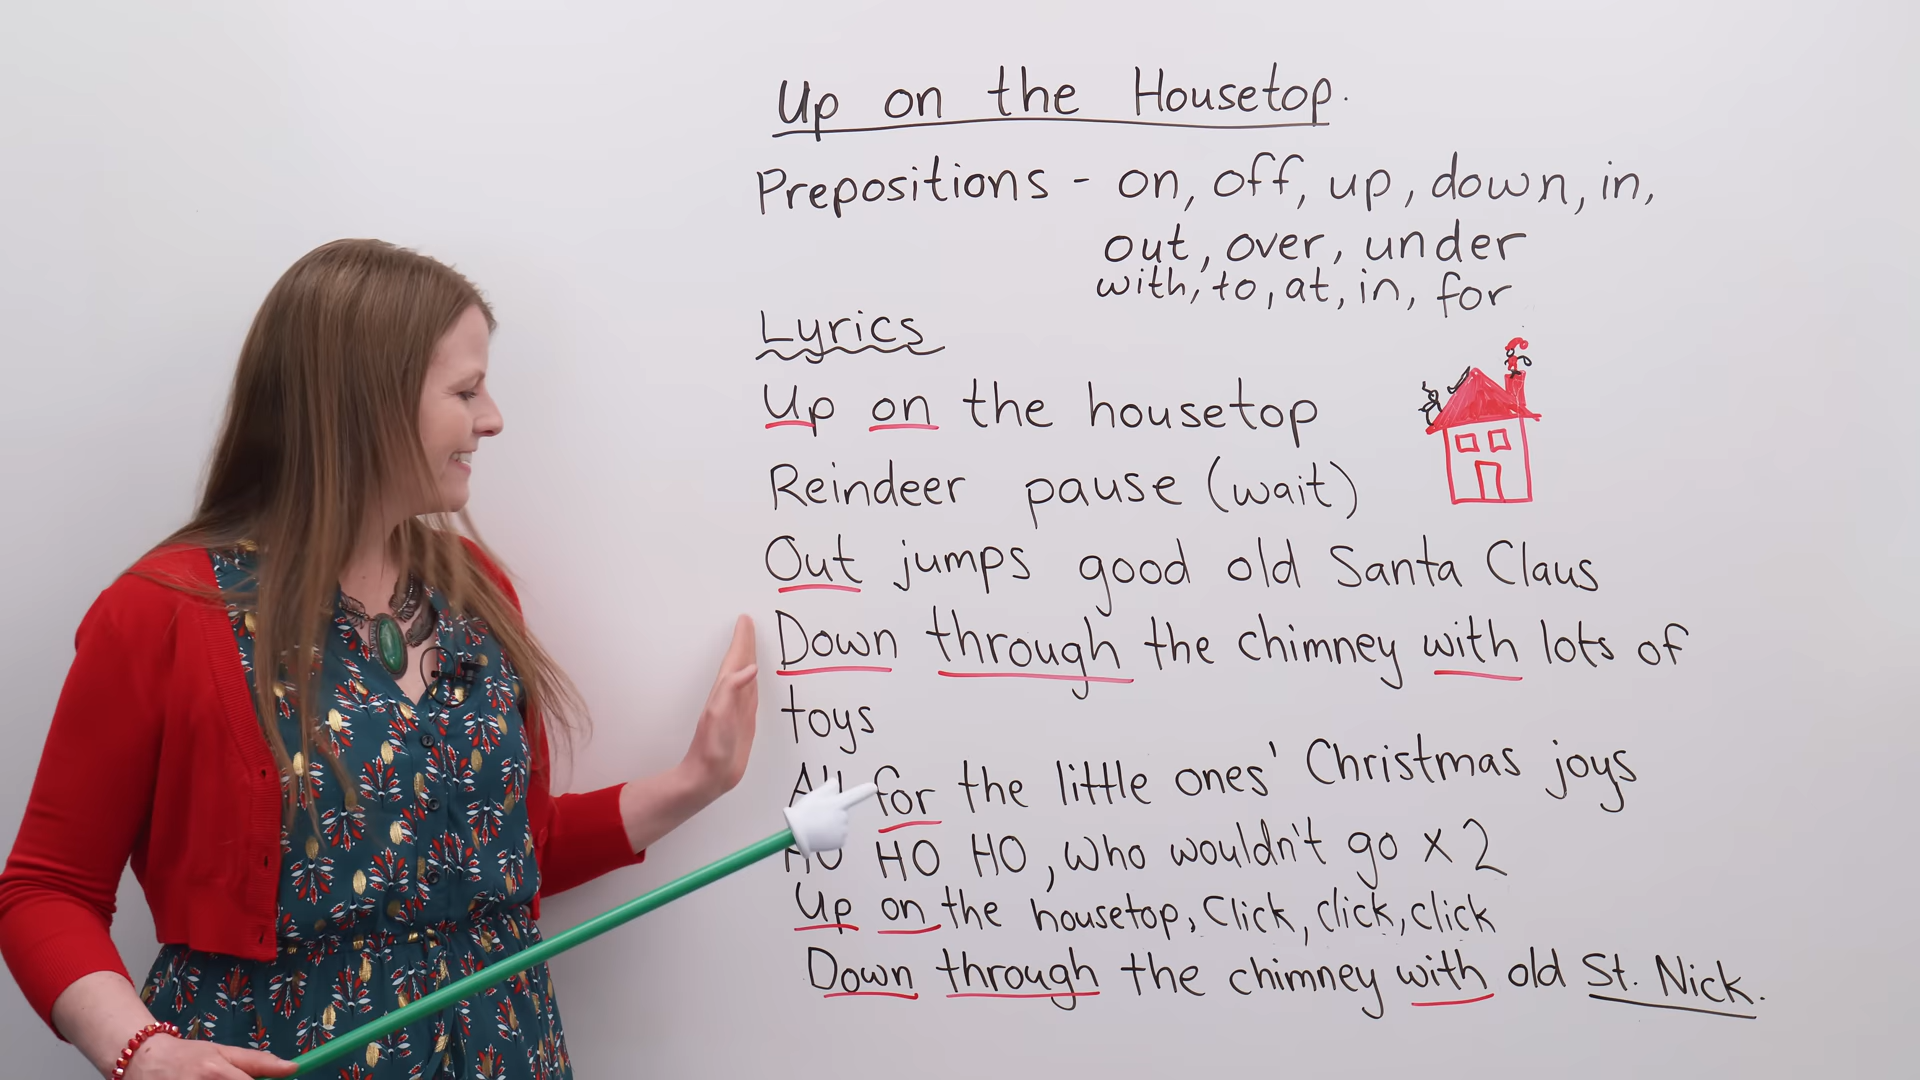 Up on the Housetop.
Prepositions - on, off, up, down, in,
out, over, under
with, to, at, in, for
Lyrics
Up on the housetop
Reindeer pause (wait)
Out jumps good old Santa Claus
Down through the chimney with lots of
toys
All for the little ones' Christmas joys
HO HO HO, who wouldn't go x 2
Up on the housetop, Click, click, click
Down through the chimney with old St. Nick.